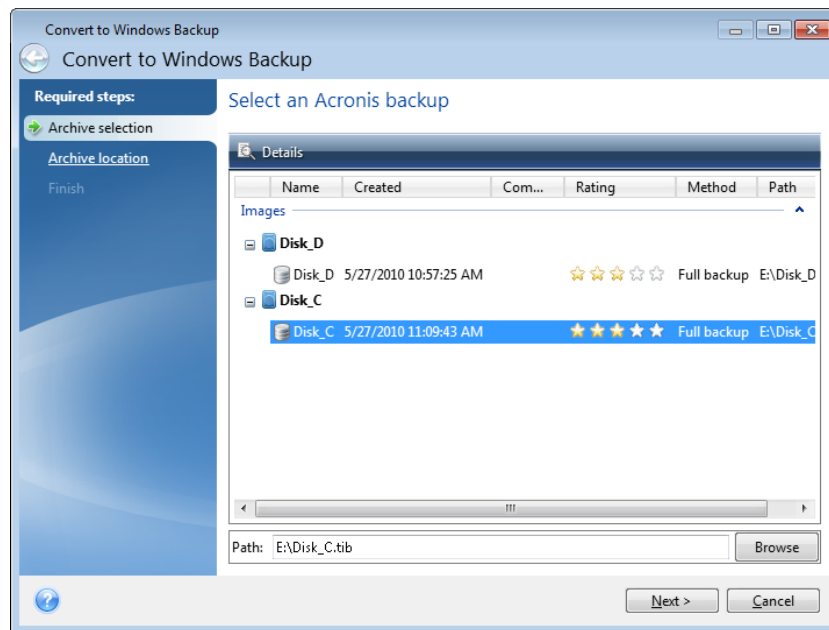 Convert to Windows Backup
Convert to Windows Backup
Required steps:
Archive selection
Archive location
Finish
Select an Acronis backup
Details
Name Created Com... Rating Method Path
Images
Disk_D
Disk_D 5/27/2010 10:57:25 AM Full backup E:\Disk_D
Disk_C
Disk_C 5/27/2010 11:09:43 AM Full backup E:\Disk_C
Path: E:\Disk_C.tib Browse
Next > Cancel